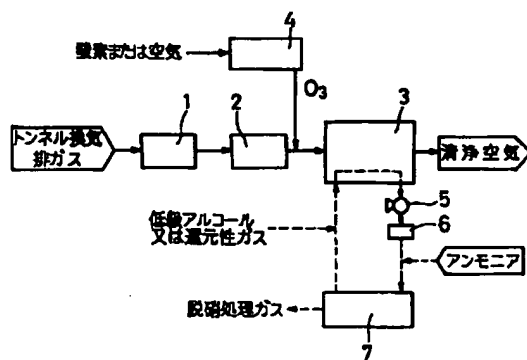 4
酸素または空気
O3
1
2
3
トンネル換気
排ガス
清浄空気
5
6
低級アルコール
又は還元性ガス
アンモニア
脱硝処理ガス
7